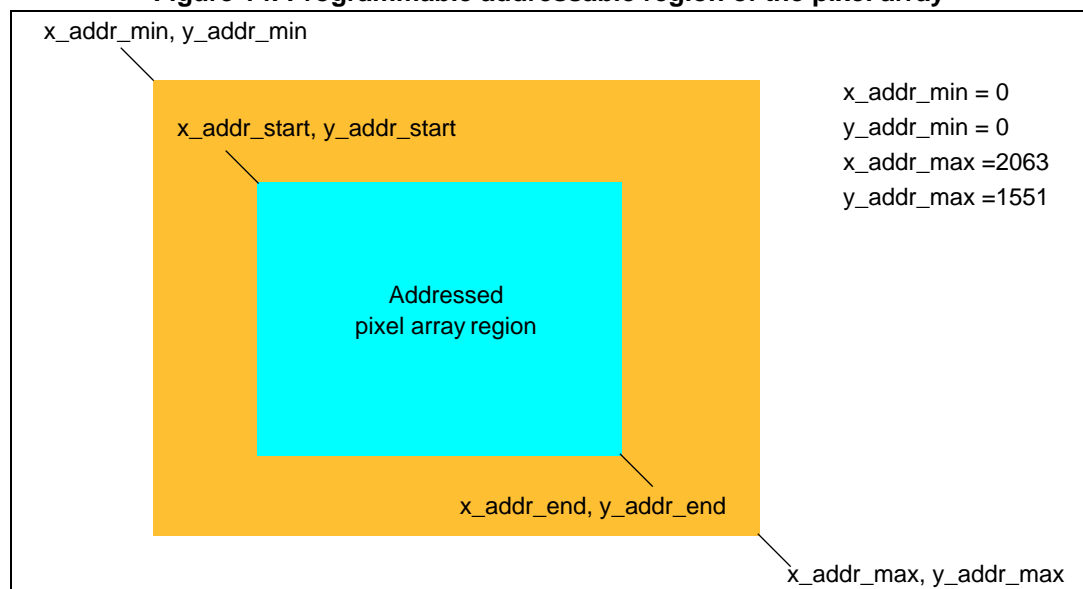 x_addr_min, y_addr_min
x_addr_min = 0
y_addr_min = 0
x_addr_max =2063
y_addr_max =1551
x_addr_start, y_addr_start
Addressed
pixel array region
x_addr_end, y_addr_end
x_addr_max, y_addr_max